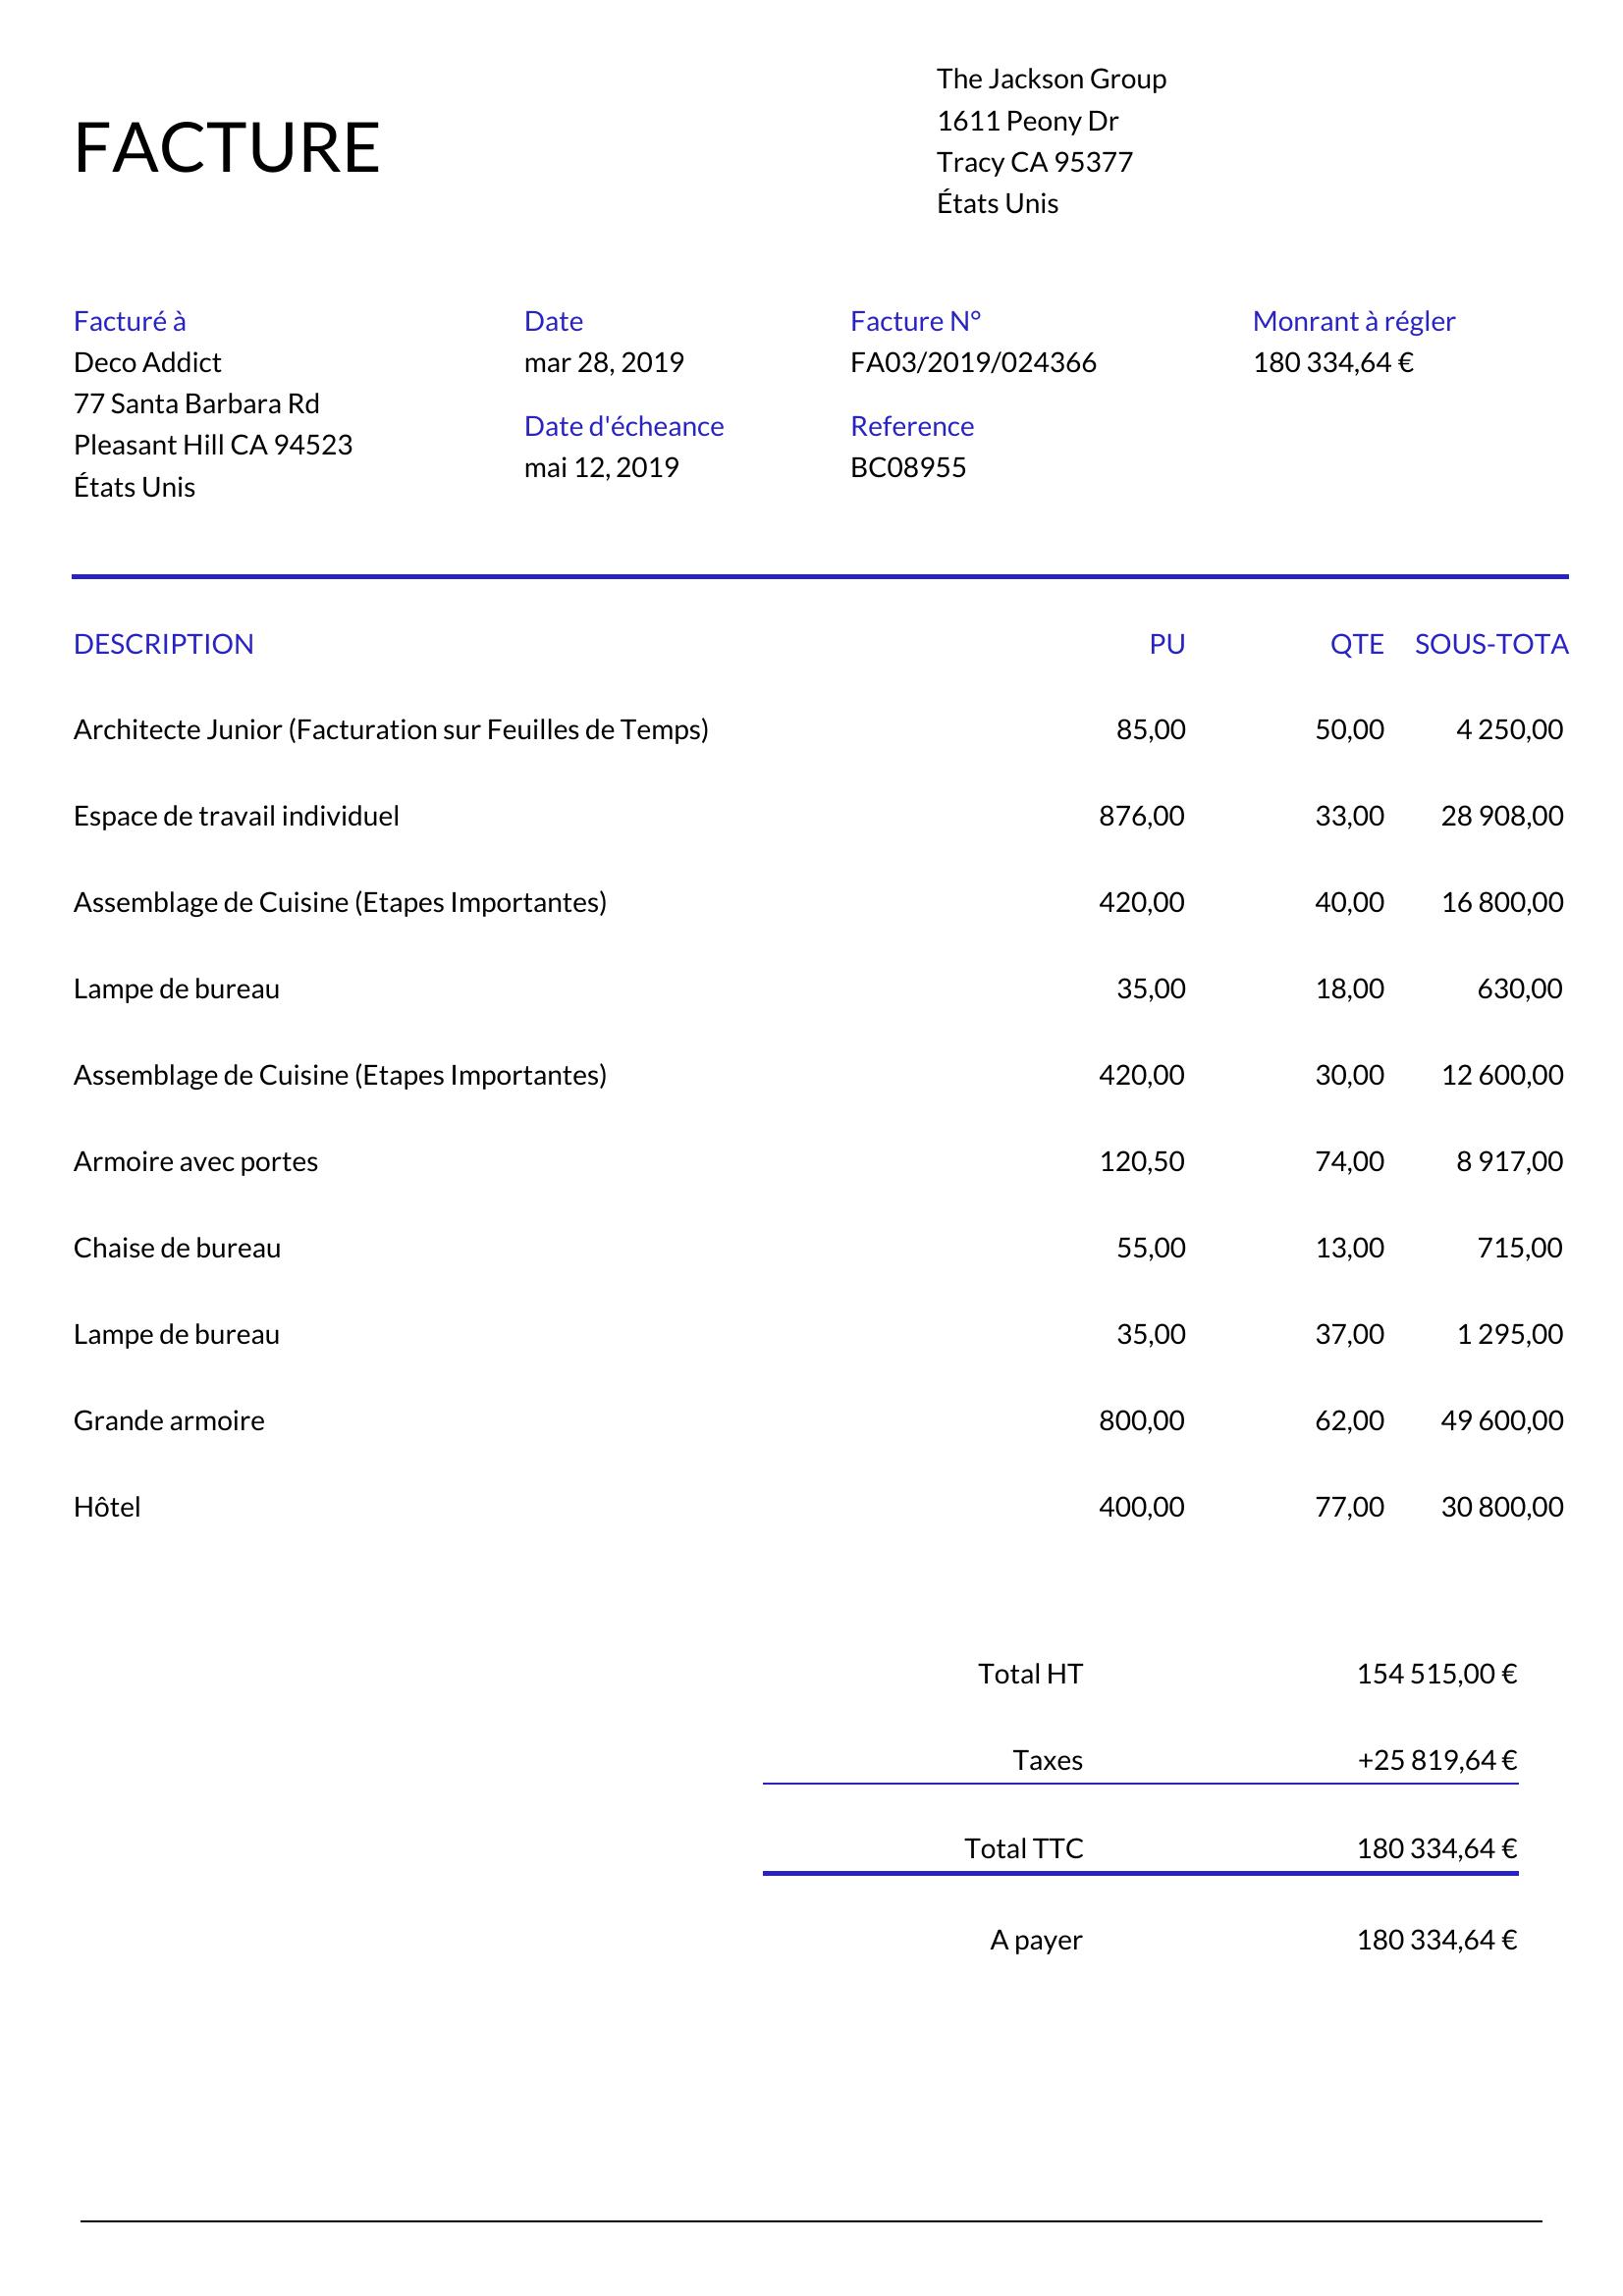 The Jackson Group
1611 Peony Dr
Tracy CA 95377
États Unis
FACTURE
Facturé à
Deco Addict
77 Santa Barbara Rd
Pleasant Hill CA 94523
États Unis
Date
mar 28, 2019
Date d'écheance
mai 12, 2019
Facture N°
FA03/2019/024366
Reference
BC08955
Monrant à régler
180 334,64 €
DESCRIPTION PU QTE SOUS-TOTA
Architecte Junior (Facturation sur Feuilles de Temps) 85,00 50,00 4 250,00
Espace de travail individuel 876,00 33,00 28 908,00
Assemblage de Cuisine (Etapes Importantes) 420,00 40,00 16 800,00
Lampe de bureau 35,00 18,00 630,00
Assemblage de Cuisine (Etapes Importantes) 420,00 30,00 12 600,00
Armoire avec portes 120,50 74,00 8 917,00
Chaise de bureau 55,00 13,00 715,00
Lampe de bureau 35,00 37,00 1 295,00
Grande armoire 800,00 62,00 49 600,00
Hôtel 400,00 77,00 30 800,00
Total HT 154 515,00 €
Taxes +25 819,64 €
Total TTC 180 334,64 €
A payer 180 334,64 €